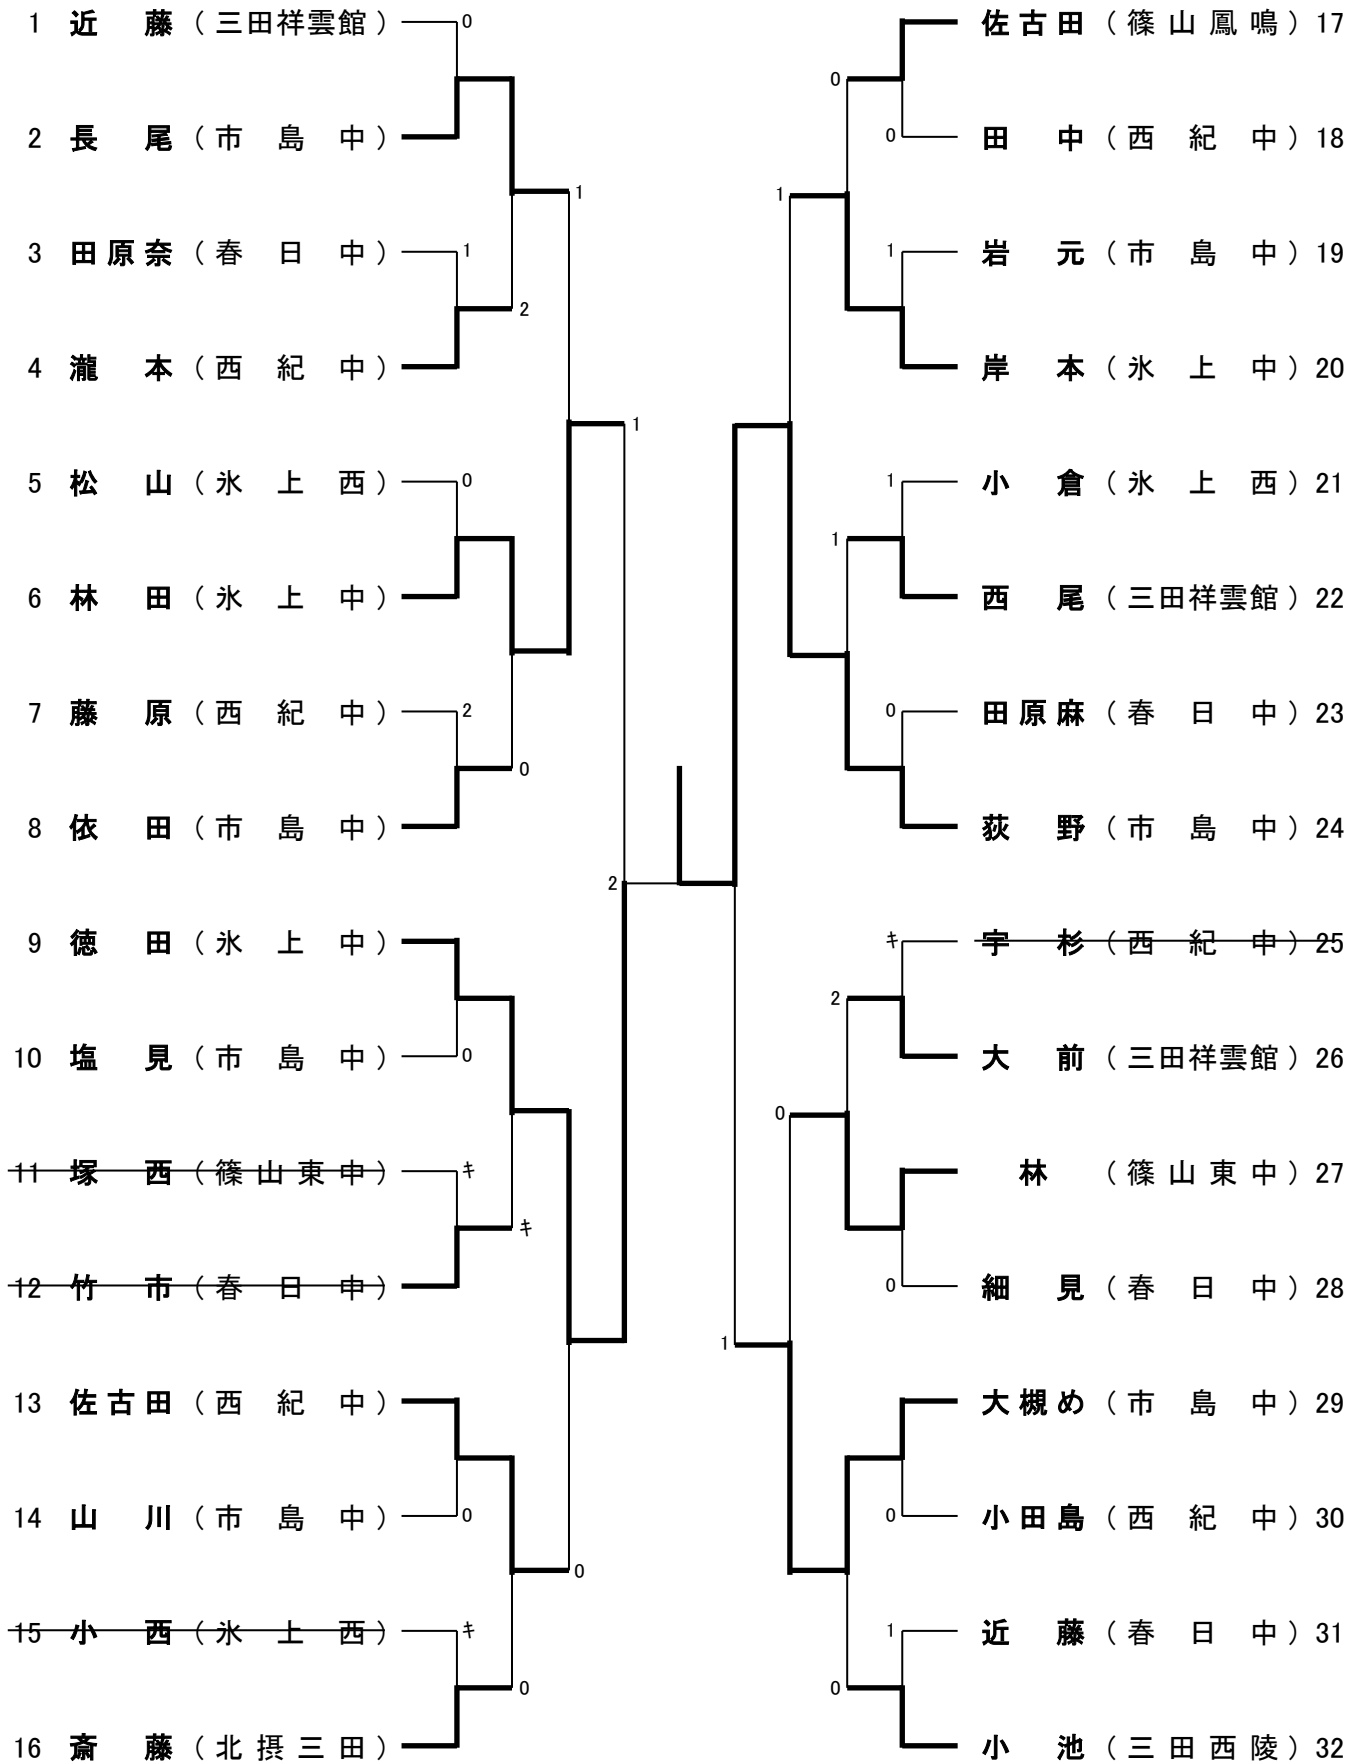 1 近藤（三田祥雲館） 0 佐古田（篠山鳳鳴） 17
0
2 長尾（市島中） 0 田中（西紀中） 18
1 1
3 田原奈（春日中） 1 1 岩元（市島中） 19
2
4 瀧本（西紀中） 岸本（氷上中） 20
1
5 松山（氷上西） 0 1 小倉（氷上西） 21
1
6 林田（氷上中） 西尾（三田祥雲館） 22
7 藤原（西紀中） 2 0 田原麻（春日中） 23
0
8 依田（市島中） 荻野（市島中） 24
2
9 徳田（氷上中） キ 宇杉（西紀中） 25
2
10 塩見（市島中） 0 大前（三田祥雲館） 26
0
11 塚西（篠山東中） キ 林（篠山東中） 27
キ
12 竹市（春日中） 0 細見（春日中） 28
1
13 佐古田（西紀中） 大槻め（市島中） 29
14 山川（市島中） 0 0 小田島（西紀中） 30
0
15 小西（氷上西） キ 1 近藤（春日中） 31
0 0
16 斎藤（北摂三田） 小池（三田西陵） 32